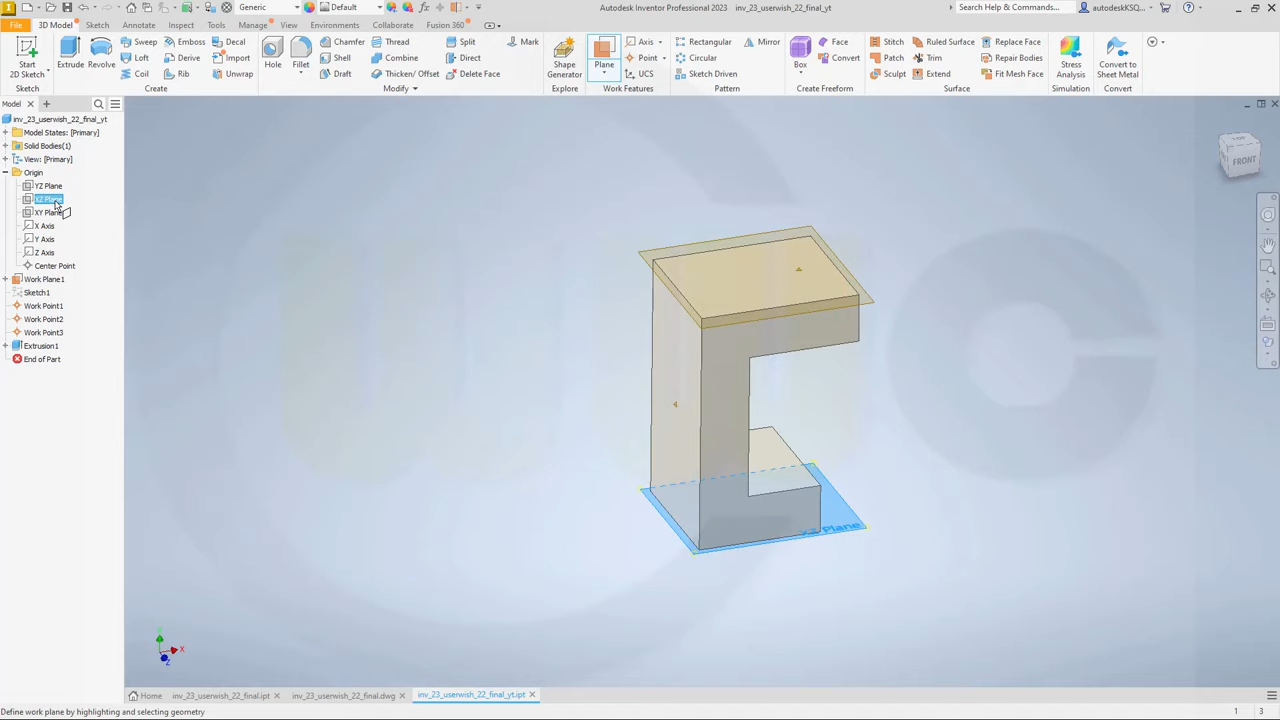 Generic
Default
Autodesk Inventor Professional 2023
inv_23_userwish_22_final_yt
Search Help & Commands...
autodeskKSQ...
File
3D Model
Sketch
Annotate
Inspect
Tools
Manage
View
Environments
Collaborate
Fusion 360
Start
2D Sketch
Extrude
Revolve
Sweep
Loft
Coil
Emboss
Derive
Rib
Decal
Import
Unwrap
Hole
Fillet
Chamfer
Shell
Draft
Thread
Combine
Thicken/ Offset
Split
Direct
Delete Face
Mark
Shape
Generator
Plane
Axis
Point
UCS
Rectangular
Circular
Sketch Driven
Mirror
Box
Face
Convert
Stitch
Patch
Sculpt
Ruled Surface
Trim
Extend
Replace Face
Repair Bodies
Fit Mesh Face
Stress
Analysis
Convert to
Sheet Metal
Sketch
Create
Modify
Explore
Work Features
Pattern
Create Freeform
Surface
Simulation
Convert
Model
inv_23_userwish_22_final_yt
Model States: [Primary]
Solid Bodies(1)
View: [Primary]
Origin
YZ Plane
XZ Plane
XY Plane
X Axis
Y Axis
Z Axis
Center Point
Work Plane1
Sketch1
Work Point1
Work Point2
Work Point3
Extrusion1
End of Part
FRONT
XZ Plane
X
Z
Home
inv_23_userwish_22_final.ipt
inv_23_userwish_22_final.dwg
inv_23_userwish_22_final_yt.ipt
Define work plane by highlighting and selecting geometry
1
3